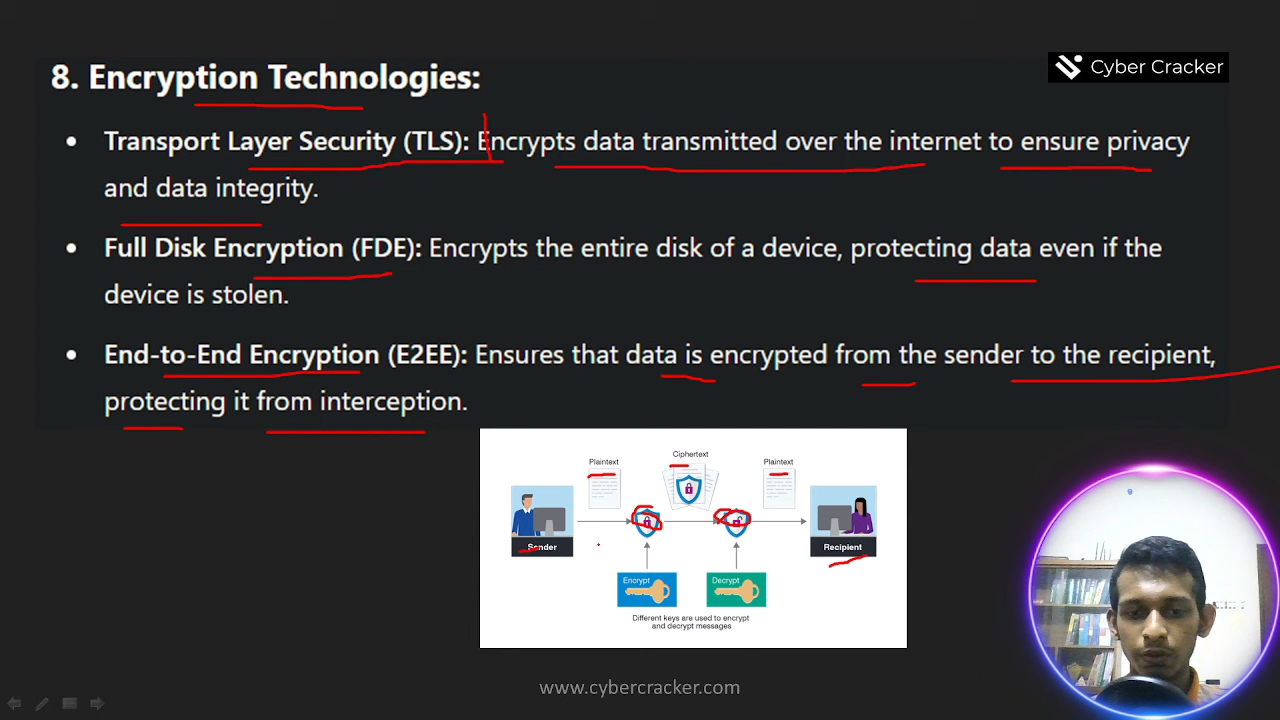 8. Encryption Technologies:
Cyber Cracker
• Transport Layer Security (TLS): Encrypts data transmitted over the internet to ensure privacy
and data integrity.
• Full Disk Encryption (FDE): Encrypts the entire disk of a device, protecting data even if the
device is stolen.
• End-to-End Encryption (E2EE): Ensures that data is encrypted from the sender to the recipient,
protecting it from interception.
Plaintext
Ciphertext
Plaintext
Sender
Recipient
Encrypt
Decrypt
Different keys are used to encrypt
and decrypt messages
www.cybercracker.com